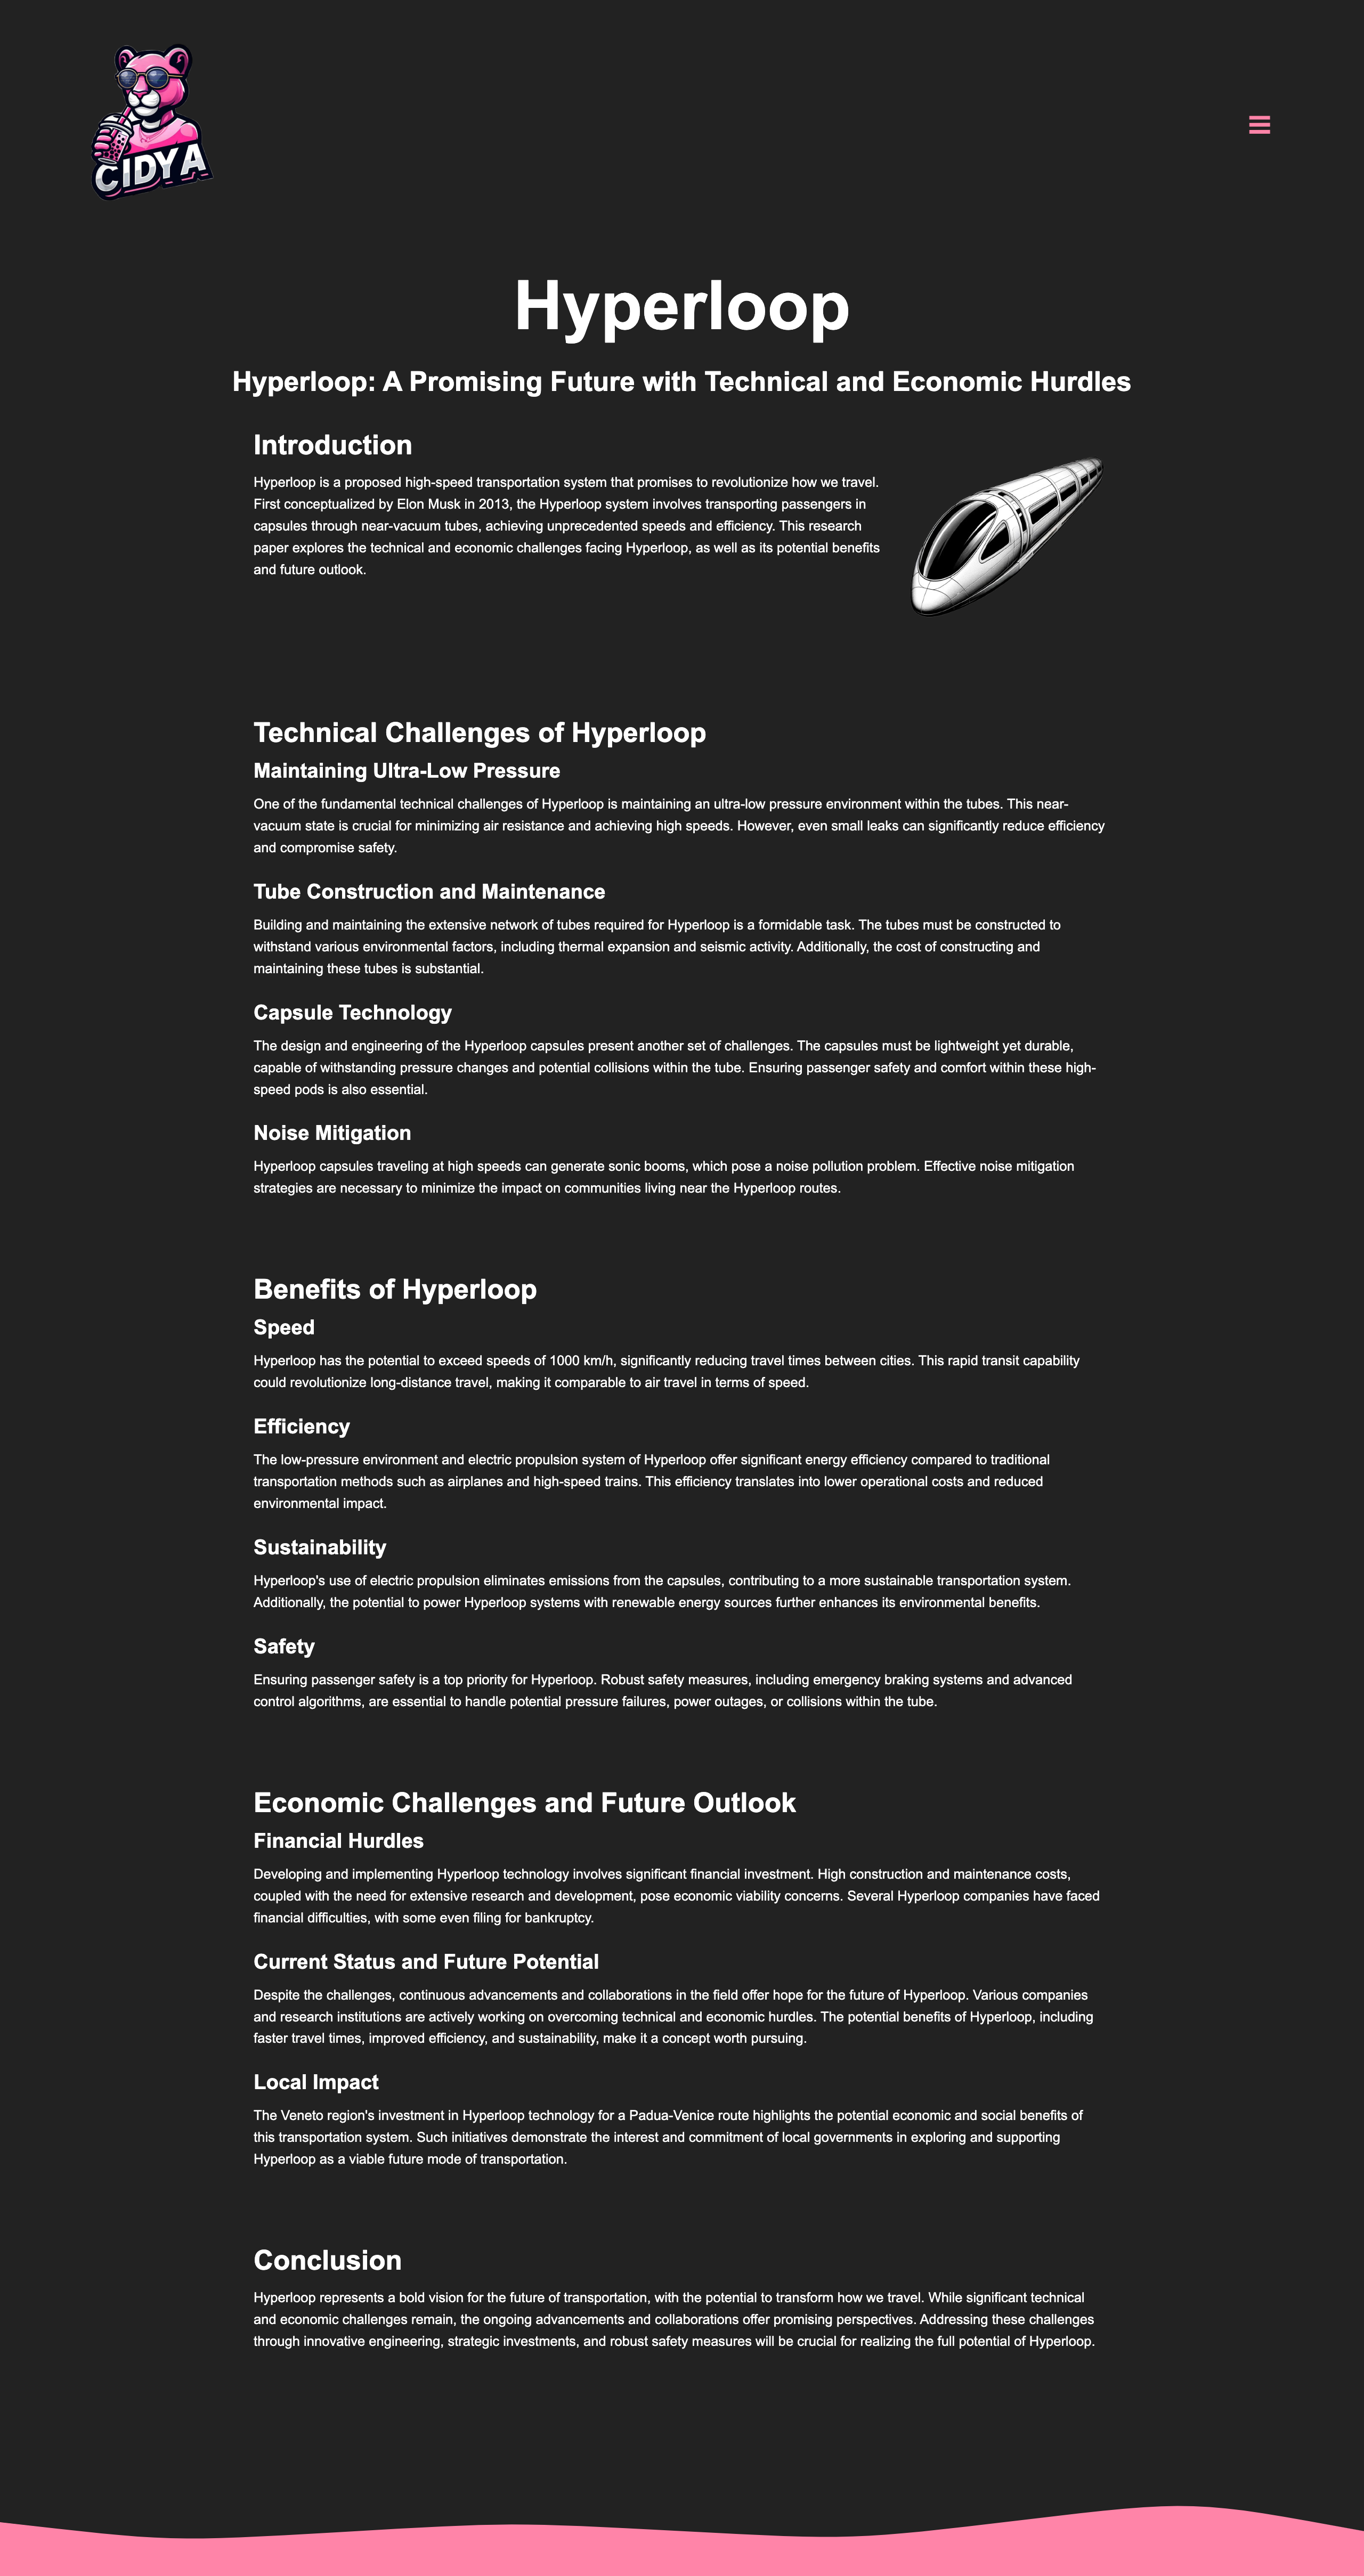 CIDYA
Hyperloop
Hyperloop: A Promising Future with Technical and Economic Hurdles
Introduction
Hyperloop is a proposed high-speed transportation system that promises to revolutionize how we travel.
First conceptualized by Elon Musk in 2013, the Hyperloop system involves transporting passengers in
capsules through near-vacuum tubes, achieving unprecedented speeds and efficiency. This research
paper explores the technical and economic challenges facing Hyperloop, as well as its potential benefits
and future outlook.
Technical Challenges of Hyperloop
Maintaining Ultra-Low Pressure
One of the fundamental technical challenges of Hyperloop is maintaining an ultra-low pressure environment within the tubes. This near-
vacuum state is crucial for minimizing air resistance and achieving high speeds. However, even small leaks can significantly reduce efficiency
and compromise safety.
Tube Construction and Maintenance
Building and maintaining the extensive network of tubes required for Hyperloop is a formidable task. The tubes must be constructed to
withstand various environmental factors, including thermal expansion and seismic activity. Additionally, the cost of constructing and
maintaining these tubes is substantial.
Capsule Technology
The design and engineering of the Hyperloop capsules present another set of challenges. The capsules must be lightweight yet durable,
capable of withstanding pressure changes and potential collisions within the tube. Ensuring passenger safety and comfort within these high-
speed pods is also essential.
Noise Mitigation
Hyperloop capsules traveling at high speeds can generate sonic booms, which pose a noise pollution problem. Effective noise mitigation
strategies are necessary to minimize the impact on communities living near the Hyperloop routes.
Benefits of Hyperloop
Speed
Hyperloop has the potential to exceed speeds of 1000 km/h, significantly reducing travel times between cities. This rapid transit capability
could revolutionize long-distance travel, making it comparable to air travel in terms of speed.
Efficiency
The low-pressure environment and electric propulsion system of Hyperloop offer significant energy efficiency compared to traditional
transportation methods such as airplanes and high-speed trains. This efficiency translates into lower operational costs and reduced
environmental impact.
Sustainability
Hyperloop's use of electric propulsion eliminates emissions from the capsules, contributing to a more sustainable transportation system.
Additionally, the potential to power Hyperloop systems with renewable energy sources further enhances its environmental benefits.
Safety
Ensuring passenger safety is a top priority for Hyperloop. Robust safety measures, including emergency braking systems and advanced
control algorithms, are essential to handle potential pressure failures, power outages, or collisions within the tube.
Economic Challenges and Future Outlook
Financial Hurdles
Developing and implementing Hyperloop technology involves significant financial investment. High construction and maintenance costs,
coupled with the need for extensive research and development, pose economic viability concerns. Several Hyperloop companies have faced
financial difficulties, with some even filing for bankruptcy.
Current Status and Future Potential
Despite the challenges, continuous advancements and collaborations in the field offer hope for the future of Hyperloop. Various companies
and research institutions are actively working on overcoming technical and economic hurdles. The potential benefits of Hyperloop, including
faster travel times, improved efficiency, and sustainability, make it a concept worth pursuing.
Local Impact
The Veneto region's investment in Hyperloop technology for a Padua-Venice route highlights the potential economic and social benefits of
this transportation system. Such initiatives demonstrate the interest and commitment of local governments in exploring and supporting
Hyperloop as a viable future mode of transportation.
Conclusion
Hyperloop represents a bold vision for the future of transportation, with the potential to transform how we travel. While significant technical
and economic challenges remain, the ongoing advancements and collaborations offer promising perspectives. Addressing these challenges
through innovative engineering, strategic investments, and robust safety measures will be crucial for realizing the full potential of Hyperloop.